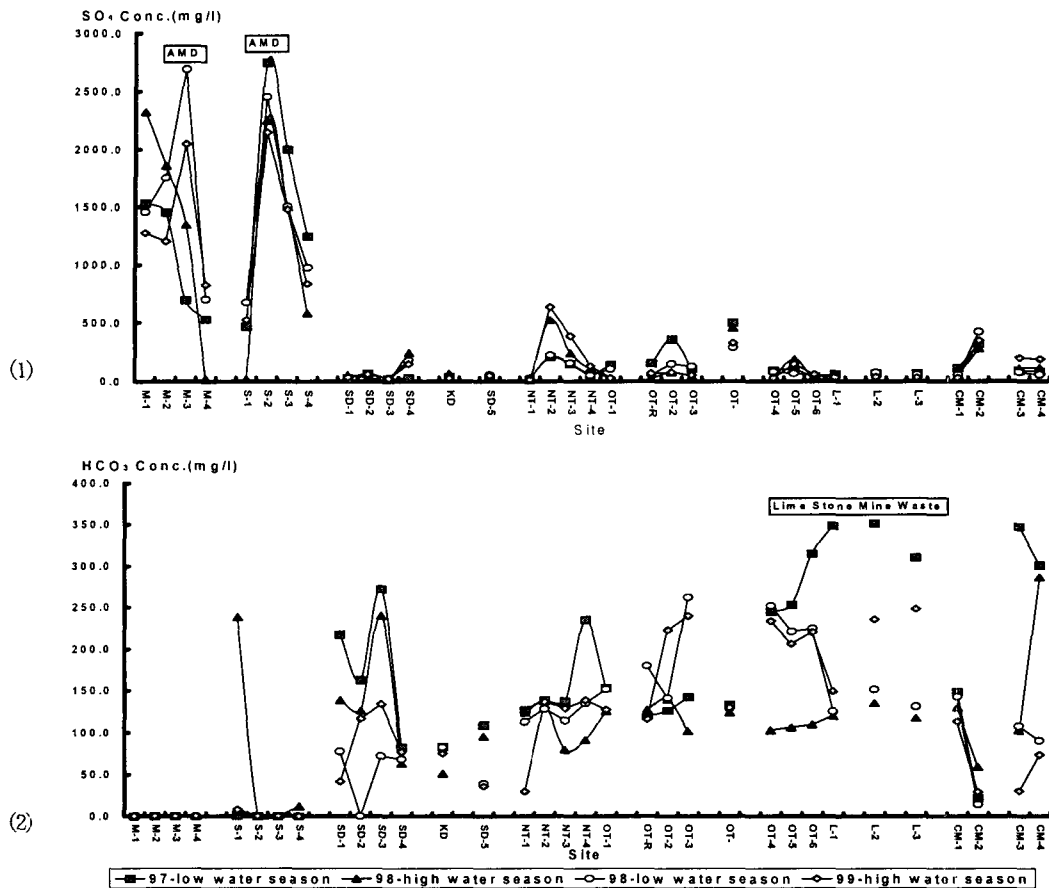 SO₄ Conc.(mg/l)
3000.0
2500.0
2000.0
1500.0
1000.0
500.0
0.0
AMD
AMD
(1)
M-1 M-2 M-3 M-4 S-1 S-2 S-3 S-4 SD-1 SD-2 SD-3 SD-4 KD SD-5 NT-1 NT-2 NT-3 NT-4 OT-1 OT-R OT-2 OT-3 OT- OT-4 OT-5 OT-6 L-1 L-2 L-3 CM-1 CM-2 CM-3 CM-4
Site
HCO₃ Conc.(mg/l)
400.0
350.0
300.0
250.0
200.0
150.0
100.0
50.0
0.0
Lime Stone Mine Waste
(2)
M-1 M-2 M-3 M-4 S-1 S-2 S-3 S-4 SD-1 SD-2 SD-3 SD-4 KD SD-5 NT-1 NT-2 NT-3 NT-4 OT-1 OT-R OT-2 OT-3 OT- OT-4 OT-5 OT-6 L-1 L-2 L-3 CM-1 CM-2 CM-3 CM-4
Site
97-low water season 98-high water season 98-low water season 99-high water season